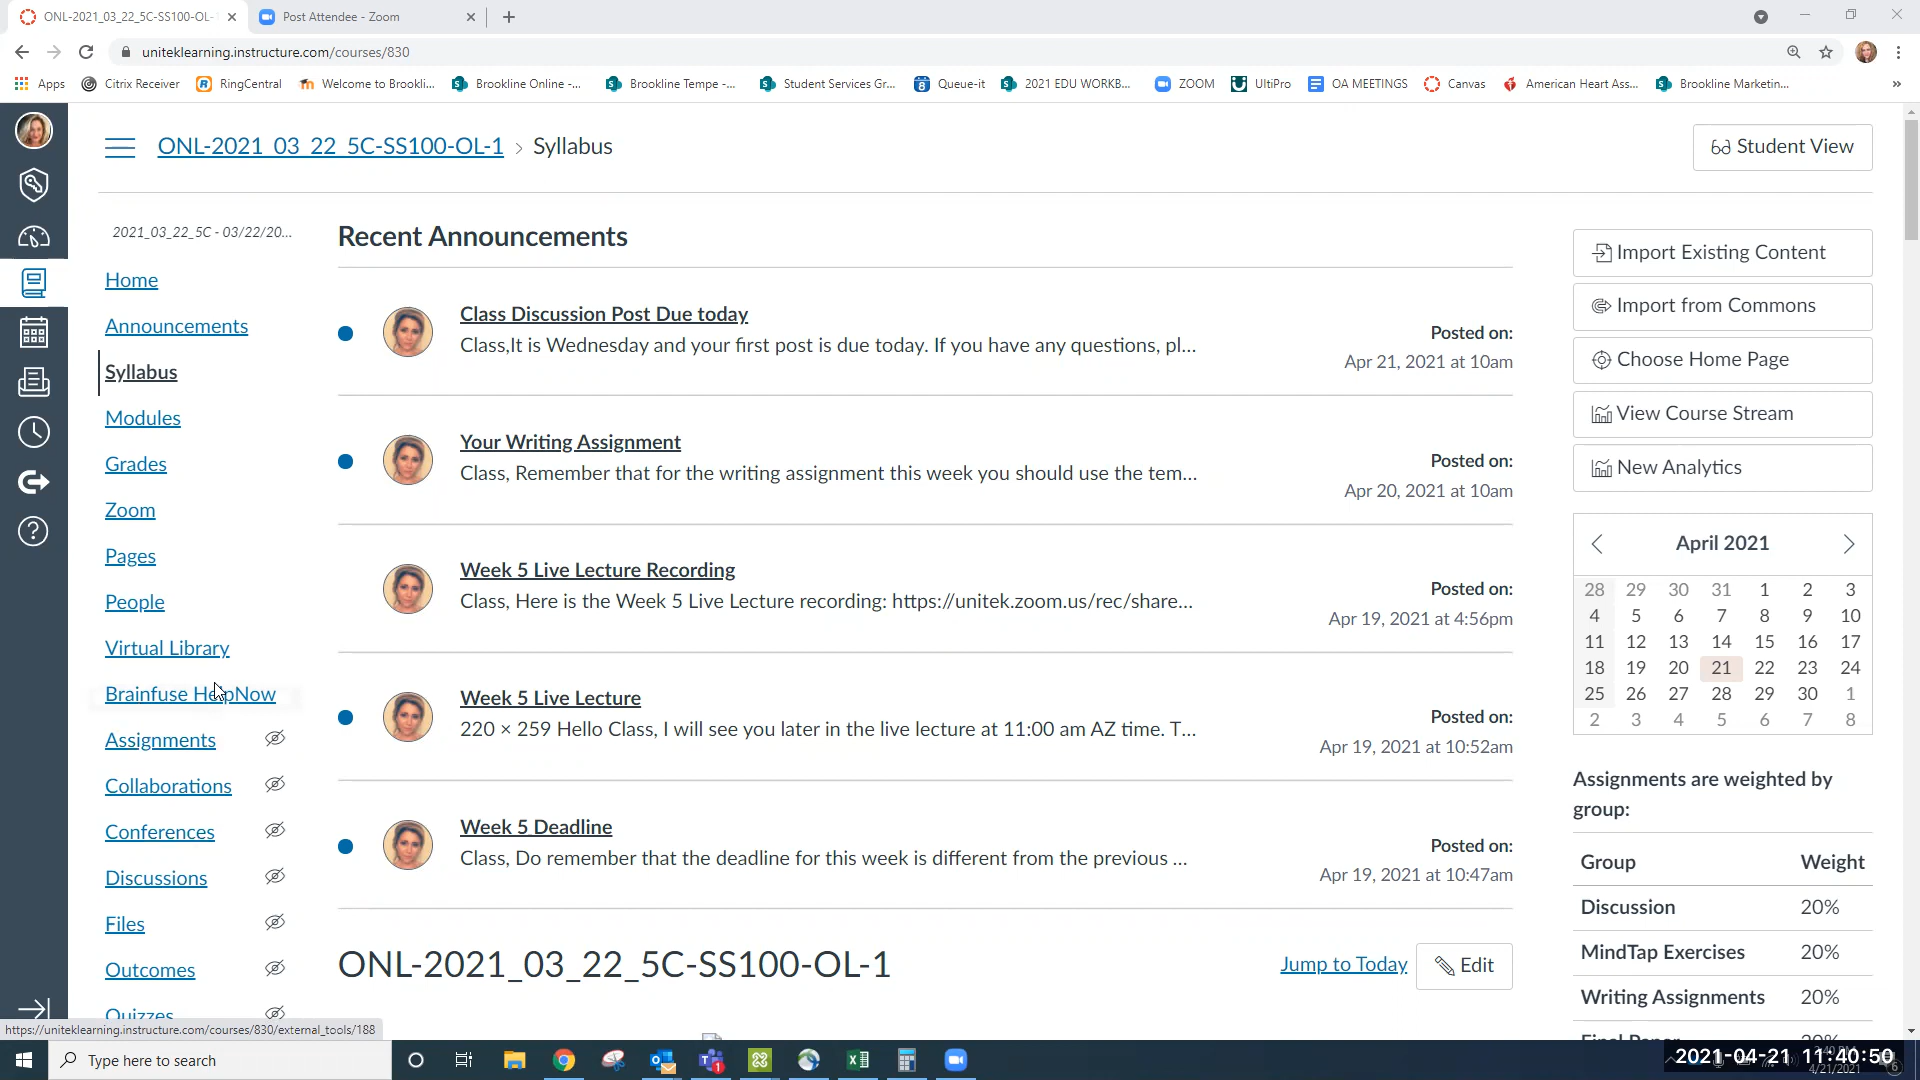 ONL-2021_03_22_5C-SS100-OL-1
Post Attendee - Zoom
uniteklearning.instructure.com/courses/830
Apps
Citrix Receiver
RingCentral
Welcome to Brookli...
Brookline Online -...
Brookline Tempe -...
Student Services Gr...
Queue-it
2021 EDU WORKB...
ZOOM
UltiPro
OA MEETINGS
Canvas
American Heart Ass...
Brookline Marketin...
»
ONL-2021_03_22_5C-SS100-OL-1 › Syllabus
Student View
2021_03_22_5C - 03/22/20...
Home
Announcements
Syllabus
Modules
Grades
Zoom
Pages
People
Virtual Library
Brainfuse HelpNow
Assignments
Collaborations
Conferences
Discussions
Files
Outcomes
Quizzes
Recent Announcements
Class Discussion Post Due today
Class,It is Wednesday and your first post is due today. If you have any questions, pl...
Posted on:
Apr 21, 2021 at 10am
Your Writing Assignment
Class, Remember that for the writing assignment this week you should use the tem...
Posted on:
Apr 20, 2021 at 10am
Week 5 Live Lecture Recording
Class, Here is the Week 5 Live Lecture recording: https://unitek.zoom.us/rec/share...
Posted on:
Apr 19, 2021 at 4:56pm
Week 5 Live Lecture
220 × 259 Hello Class, I will see you later in the live lecture at 11:00 am AZ time. T...
Posted on:
Apr 19, 2021 at 10:52am
Week 5 Deadline
Class, Do remember that the deadline for this week is different from the previous ...
Posted on:
Apr 19, 2021 at 10:47am
ONL-2021_03_22_5C-SS100-OL-1
Jump to Today
Edit
Import Existing Content
Import from Commons
Choose Home Page
View Course Stream
New Analytics
April 2021
28 29 30 31 1 2 3
4 5 6 7 8 9 10
11 12 13 14 15 16 17
18 19 20 21 22 23 24
25 26 27 28 29 30 1
2 3 4 5 6 7 8
Assignments are weighted by
group:
Group Weight
Discussion 20%
MindTap Exercises 20%
Writing Assignments 20%
Final Paper 20%
https://uniteklearning.instructure.com/courses/830/external_tools/188
Type here to search
2021-04-21 11:40:50
4/21/2021